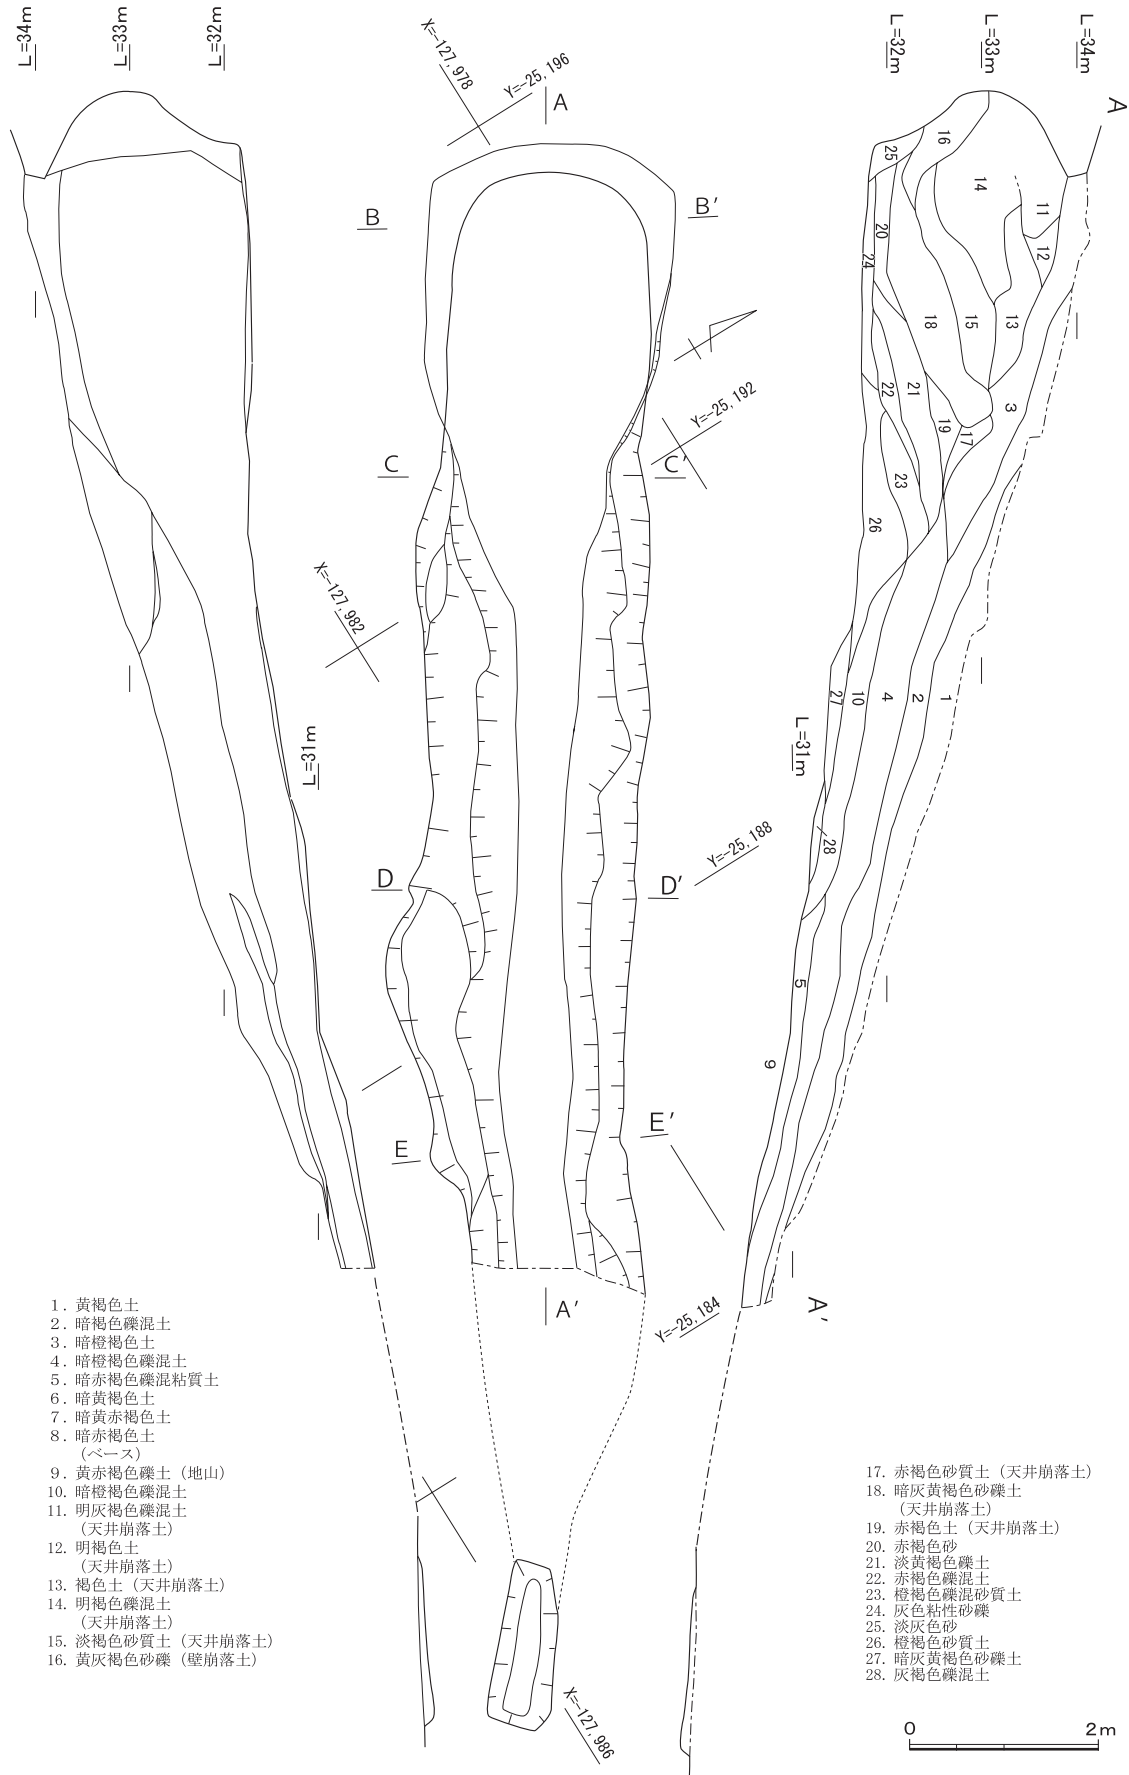 L=34m
L=33m
L=32m
X=-127,978
Y=-25,196
A
L=32m
L=33m
L=34m
A
B
B′
16
25
14
11
20
12
24
18
15
13
22
21
3
19
17
23
26
Y=-25,192
C
C′
X=-127,982
27
10
4
2
1
L=31m
L=31m
28
Y=-25,188
D
D′
5
9
E
E′
A′
A′
Y=-25,184
1. 黄褐色土
2. 暗褐色礫混土
3. 暗橙褐色土
4. 暗橙褐色礫混土
5. 暗赤褐色礫混粘質土
6. 暗黄褐色土
7. 暗黄赤褐色土
8. 暗赤褐色土
(ベース)
9. 黄赤褐色礫土(地山)
10. 暗橙褐色礫混土
11. 明灰褐色礫混土
(天井崩落土)
12. 明褐色土
(天井崩落土)
13. 褐色土(天井崩落土)
14. 明褐色礫混土
(天井崩落土)
15. 淡褐色砂質土(天井崩落土)
16. 黄灰褐色砂礫(壁崩落土)
17. 赤褐色砂質土(天井崩落土)
18. 暗灰黄褐色砂礫土
(天井崩落土)
19. 赤褐色土(天井崩落土)
20. 赤褐色砂
21. 淡黄褐色礫土
22. 赤褐色礫混土
23. 橙褐色礫混砂質土
24. 灰色粘性砂礫
25. 淡灰色砂
26. 橙褐色砂質土
27. 暗灰黄褐色砂礫土
28. 灰褐色礫混土
X=-127,986
0
2m